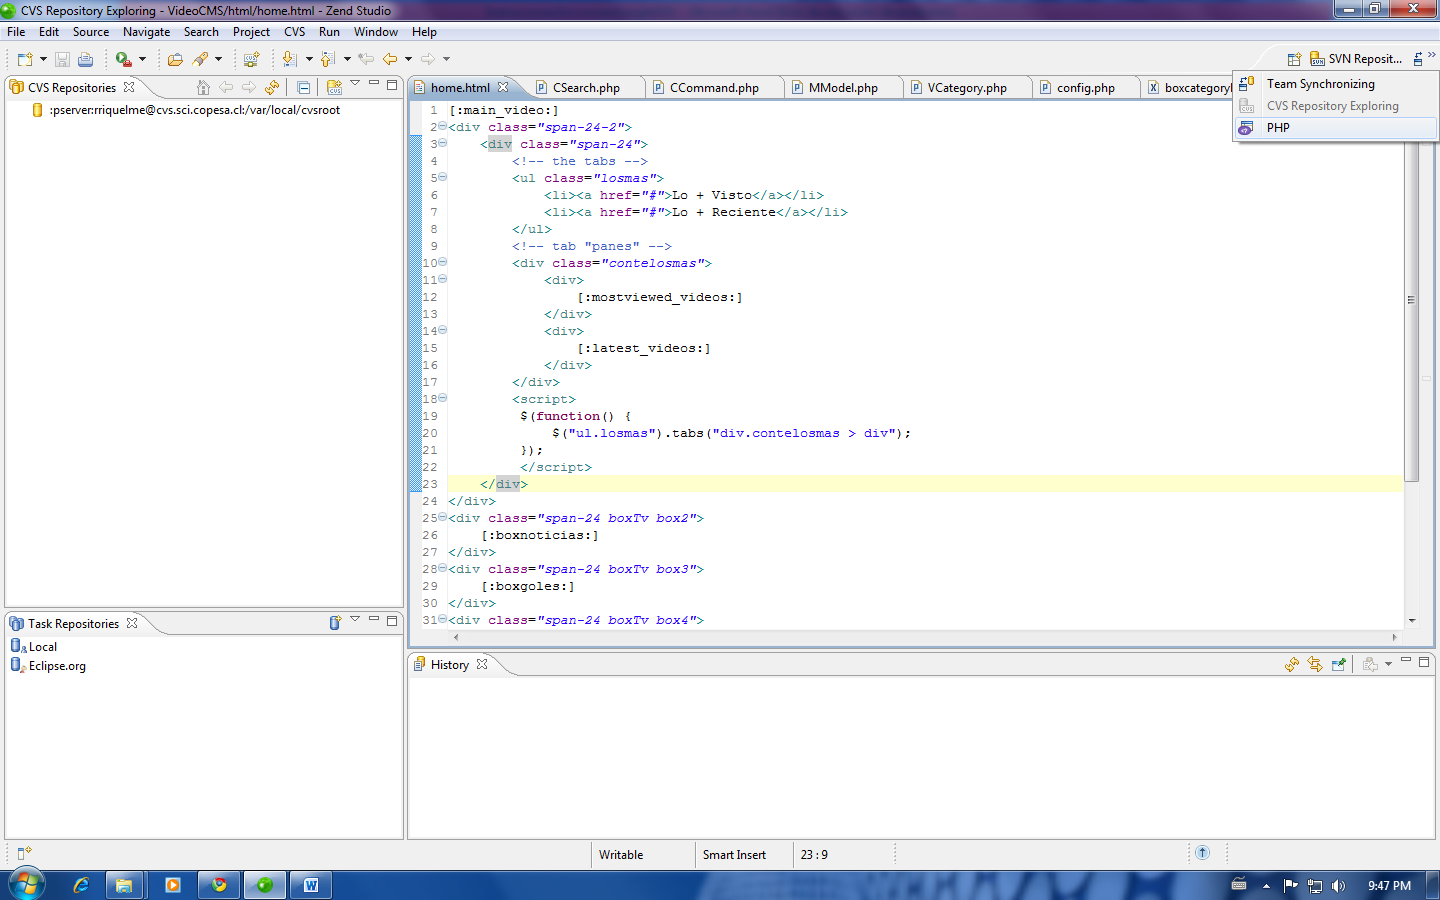 CVS Repository Exploring - VideoCMS/html/home.html - Zend Studio
File Edit Source Navigate Search Project CVS Run Window Help
SVN Reposit...
Team Synchronizing
CVS Repository Exploring
PHP
CVS Repositories
:pserver:rriquelme@cvs.sci.copesa.cl:/var/local/cvsroot
Task Repositories
Local
Eclipse.org
home.html CSearch.php CCommand.php MModel.php VCategory.php config.php boxcategoryl
1 [:main_video:]
2 <div class="span-24-2">
3 <div class="span-24">
4 <!-- the tabs -->
5 <ul class="losmas">
6 <li><a href="#">Lo + Visto</a></li>
7 <li><a href="#">Lo + Reciente</a></li>
8 </ul>
9 <!-- tab "panes" -->
10 <div class="contelosmas">
11 <div>
12 [:mostviewed_videos:]
13 </div>
14 <div>
15 [:latest_videos:]
16 </div>
17 </div>
18 <script>
19 $(function() {
20 $("ul.losmas").tabs("div.contelosmas > div");
21 });
22 </script>
23 </div>
24 </div>
25 <div class="span-24 boxTv box2">
26 [:boxnoticias:]
27 </div>
28 <div class="span-24 boxTv box3">
29 [:boxgoles:]
30 </div>
31 <div class="span-24 boxTv box4">
History
Writable Smart Insert 23 : 9
9:47 PM